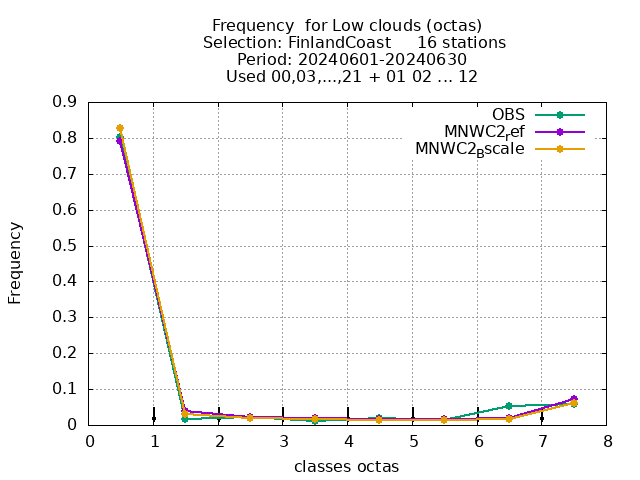 Frequency  for Low clouds (octas)
Selection: FinlandCoast     16 stations
Period: 20240601-20240630
Used 00,03,...,21 + 01 02 ... 12
OBS
MNWC2ref
MNWC2Bscale
Frequency
0.9
0.8
0.7
0.6
0.5
0.4
0.3
0.2
0.1
0
0 1 2 3 4 5 6 7 8
classes octas